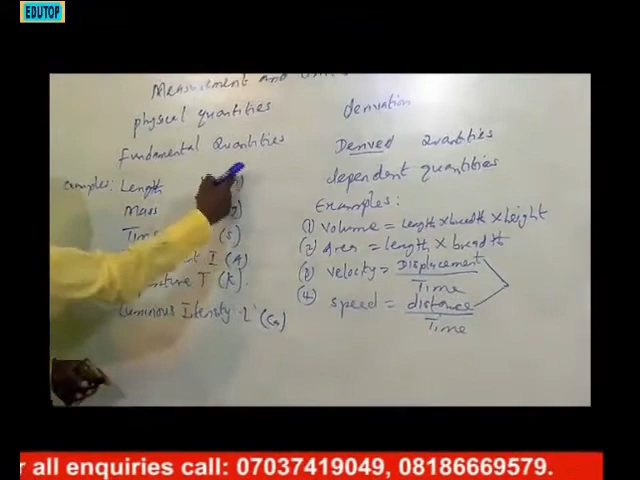 EDUTOP
Measurement and
physical quantities
fundamental Quantities
Examples: Length
Mass
Time (s)
I (A)
T (K).
Luminous Intensity (Cd)
derivation
Derived Quantities
dependent quantities
Examples:
(1) volume = length x breadth x height
(2) Area = length x breadth
(3) velocity = Displacement
Time
(4) speed = distance
Time
r all enquiries call: 07037419049, 08186669579.